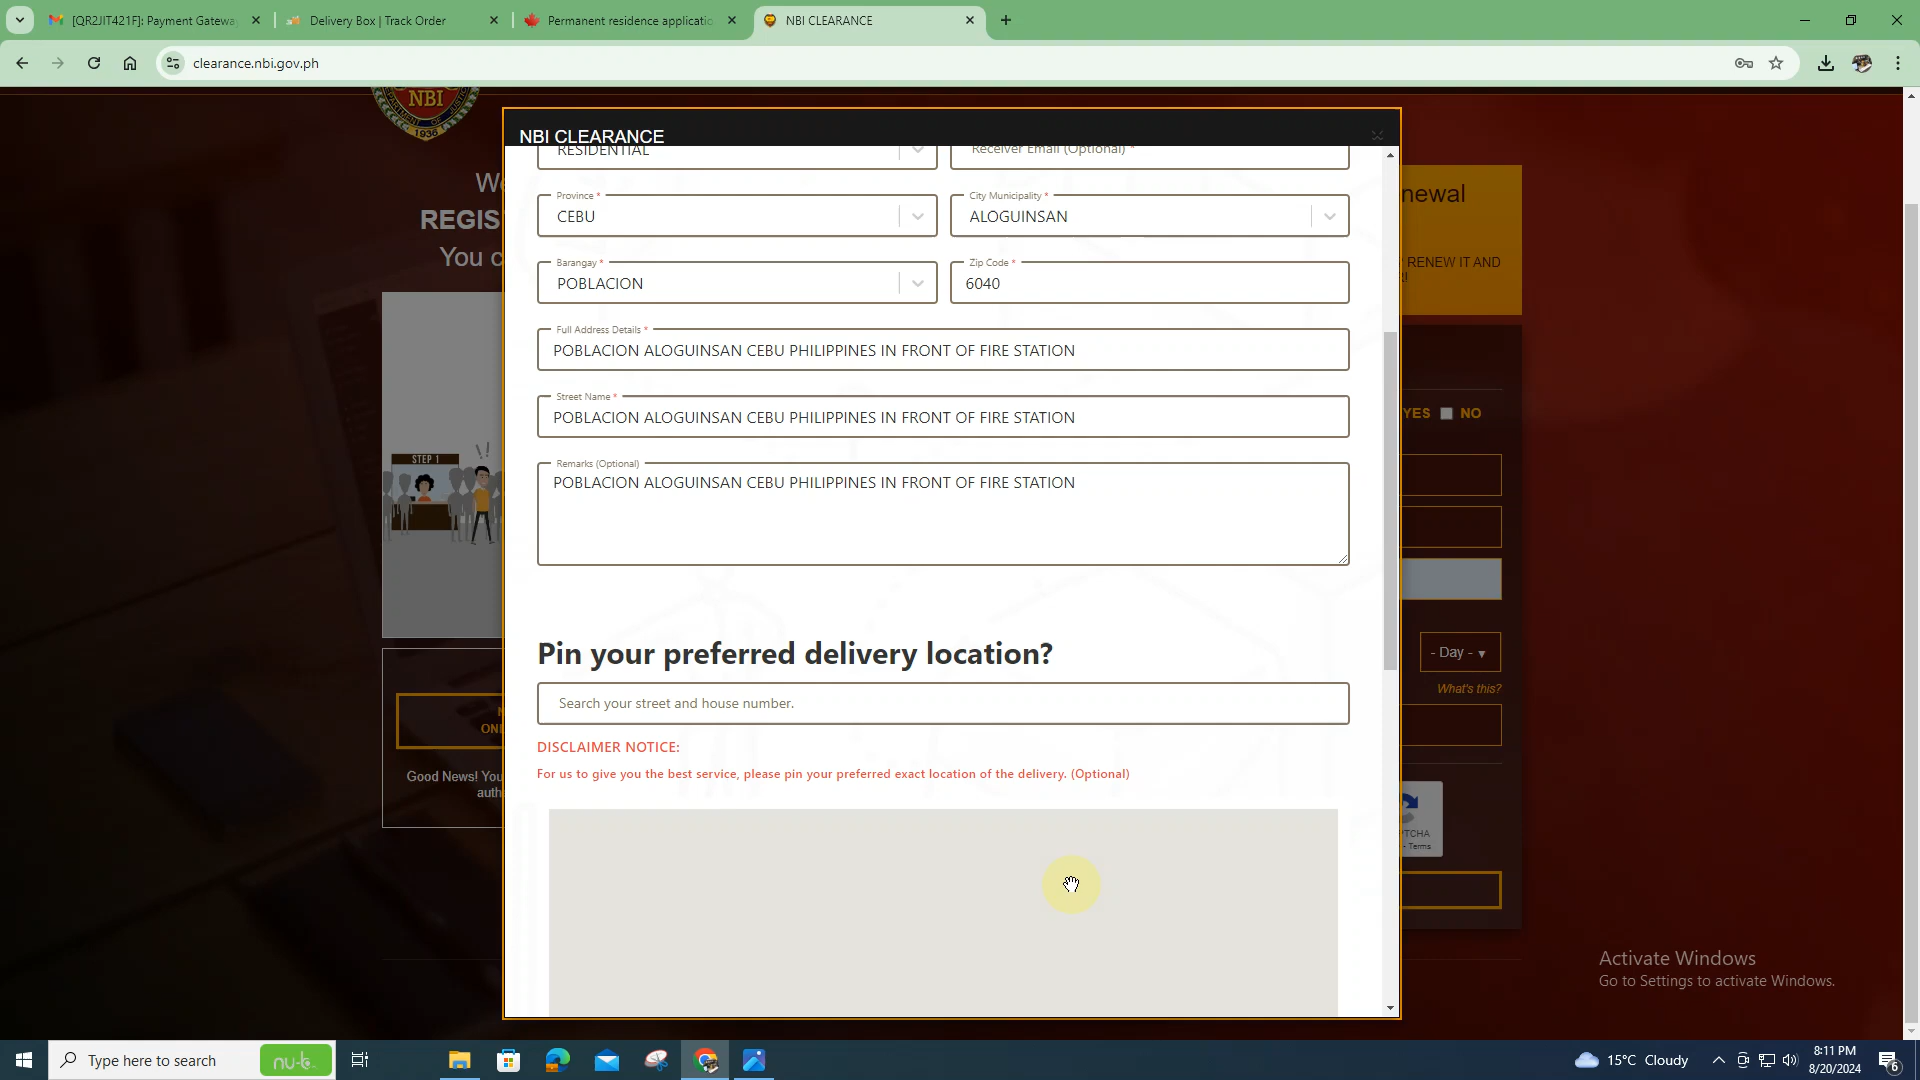 [QR2JIT421F]: Payment Gateway
Delivery Box | Track Order
Permanent residence applicatio
NBI CLEARANCE
clearance.nbi.gov.ph
NBI
1936
NBI CLEARANCE
RESIDENTIAL
Receiver Email (Optional) *
Province *
CEBU
City Municipality *
ALOGUINSAN
Barangay *
POBLACION
Zip Code *
6040
Full Address Details *
POBLACION ALOGUINSAN CEBU PHILIPPINES IN FRONT OF FIRE STATION
Street Name *
POBLACION ALOGUINSAN CEBU PHILIPPINES IN FRONT OF FIRE STATION
Remarks (Optional)
POBLACION ALOGUINSAN CEBU PHILIPPINES IN FRONT OF FIRE STATION
Pin your preferred delivery location?
Search your street and house number.
DISCLAIMER NOTICE:
For us to give you the best service, please pin your preferred exact location of the delivery. (Optional)
We
REGIS
You c
STEP 1
ONL
Good News! You
auth
newal
RENEW IT AND
R!
YES NO
- Day -
What's this?
PTCHA
- Terms
Activate Windows
Go to Settings to activate Windows.
Type here to search
nu-t
15°C Cloudy
8:11 PM
8/20/2024
6